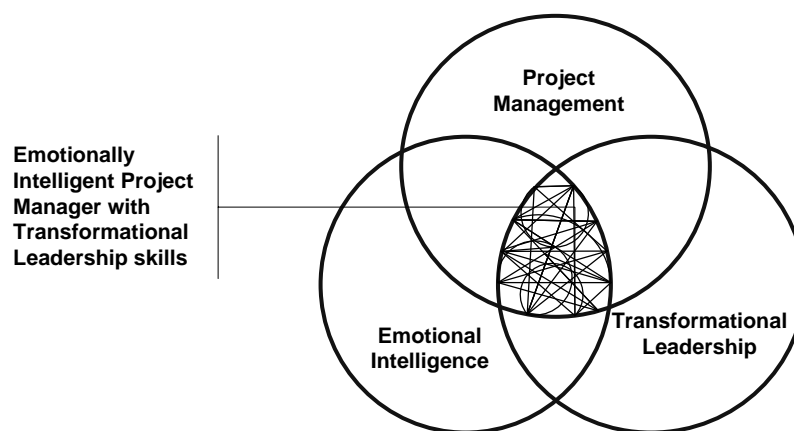 Project
Management
Emotionally
Intelligent Project
Manager with
Transformational
Leadership skills
Emotional
Intelligence
Transformational
Leadership